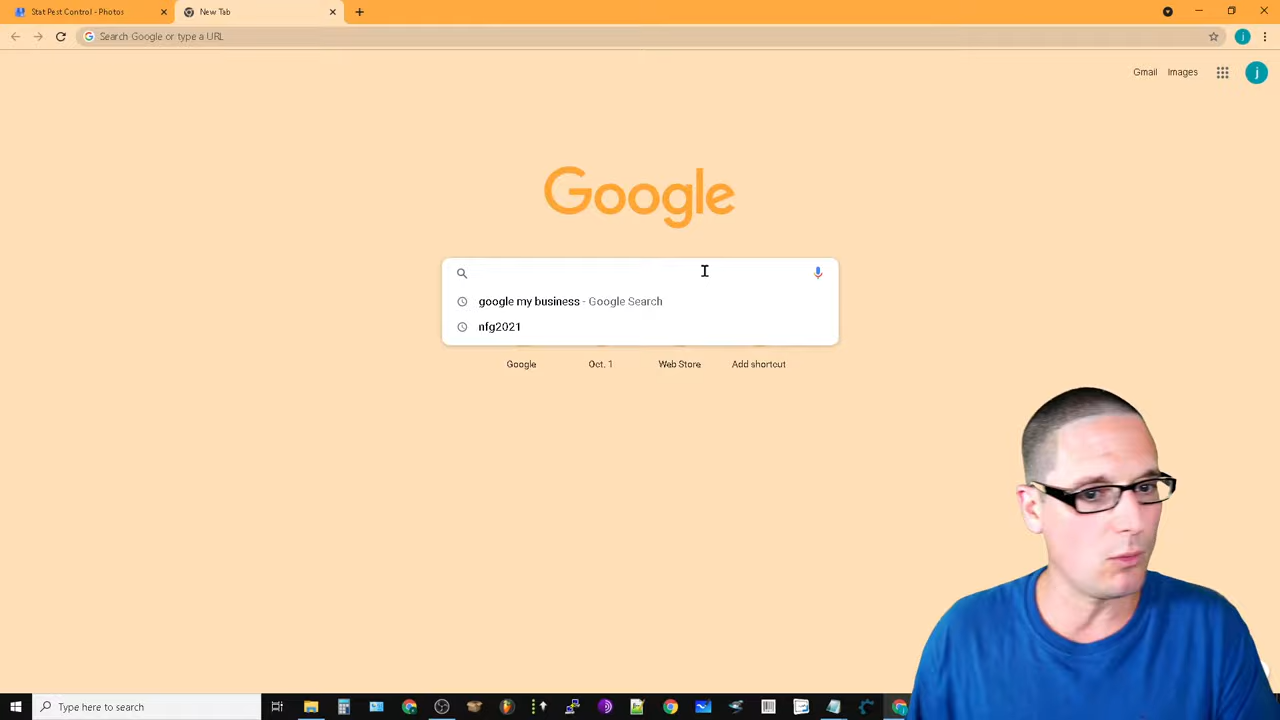 Stat Pest Control - Photos
New Tab
Search Google or type a URL
j
Gmail
Images
j
Google
google my business - Google Search
nfg2021
Google
Oct. 1
Web Store
Add shortcut
Type here to search